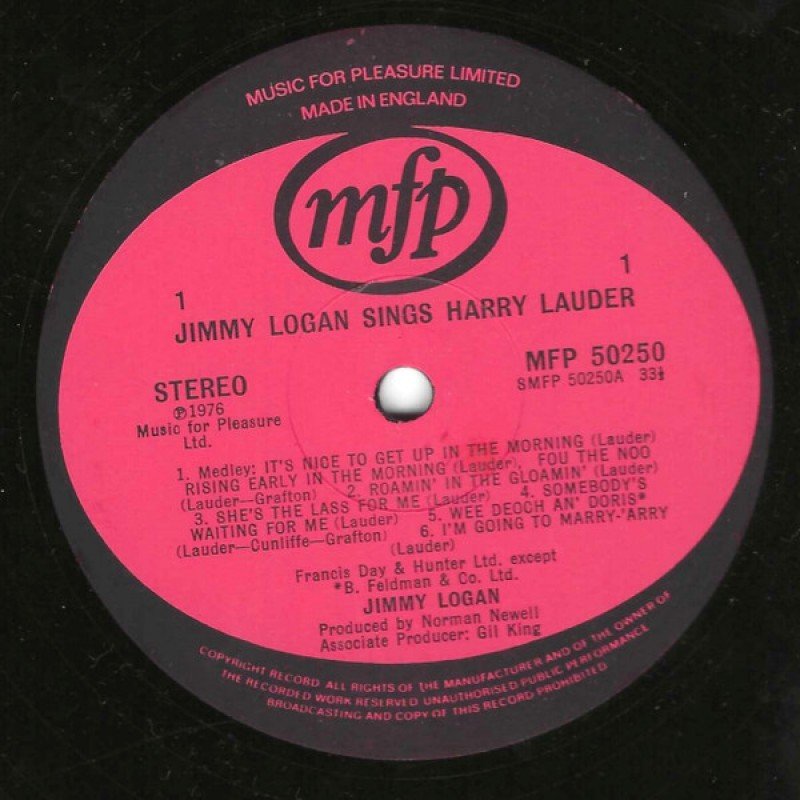 MUSIC FOR PLEASURE LIMITED
MADE IN ENGLAND
mfp
1 1
JIMMY LOGAN SINGS HARRY LAUDER
STEREO
MFP 50250
SMFP 50250A 33⅓
℗1976
Music for Pleasure
Ltd.
1. Medley: IT'S NICE TO GET UP IN THE MORNING (Lauder)
RISING EARLY IN THE MORNING (Lauder), FOU THE NOO
(Lauder—Grafton) 2. ROAMIN' IN THE GLOAMIN' (Lauder)
3. SHE'S THE LASS FOR ME (Lauder) 4. SOMEBODY'S
WAITING FOR ME (Lauder) 5. WEE DEOCH AN' DORIS*
(Lauder—Cunliffe—Grafton) 6. I'M GOING TO MARRY-'ARRY
(Lauder)
Francis Day & Hunter Ltd. except
*B. Feldman & Co. Ltd.
JIMMY LOGAN
Produced by Norman Newell
Associate Producer: Gil King
COPYRIGHT RECORD ALL RIGHTS OF THE MANUFACTURER AND OF THE OWNER OF
THE RECORDED WORK RESERVED UNAUTHORISED PUBLIC PERFORMANCE
BROADCASTING AND COPY OF THIS RECORD PROHIBITED